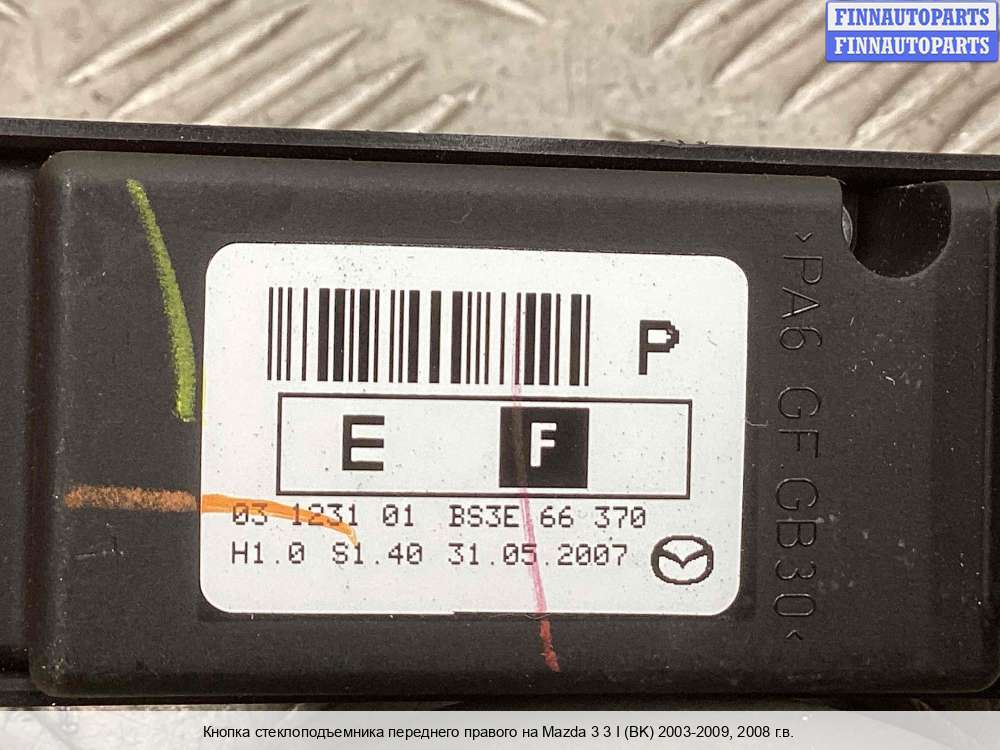 FINNAUTOPARTS
FINNAUTOPARTS
P
E F
03 1231 01 BS3E 66 370
H1.0 S1.40 31.05.2007
>PA6 GF.GB30<
Кнопка стеклоподъемника переднего правого на Mazda 3 3 I (BK) 2003-2009, 2008 г.в.